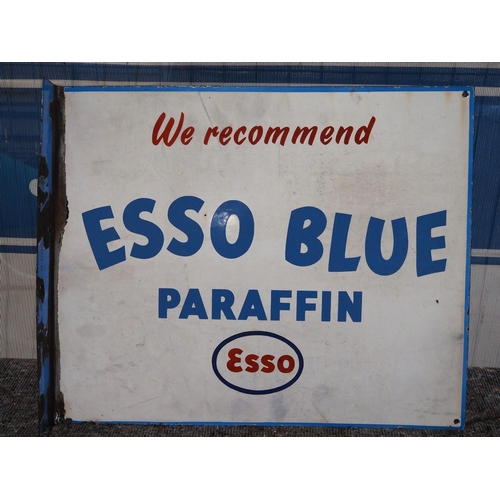 We recommend
ESSO BLUE
PARAFFIN
Esso